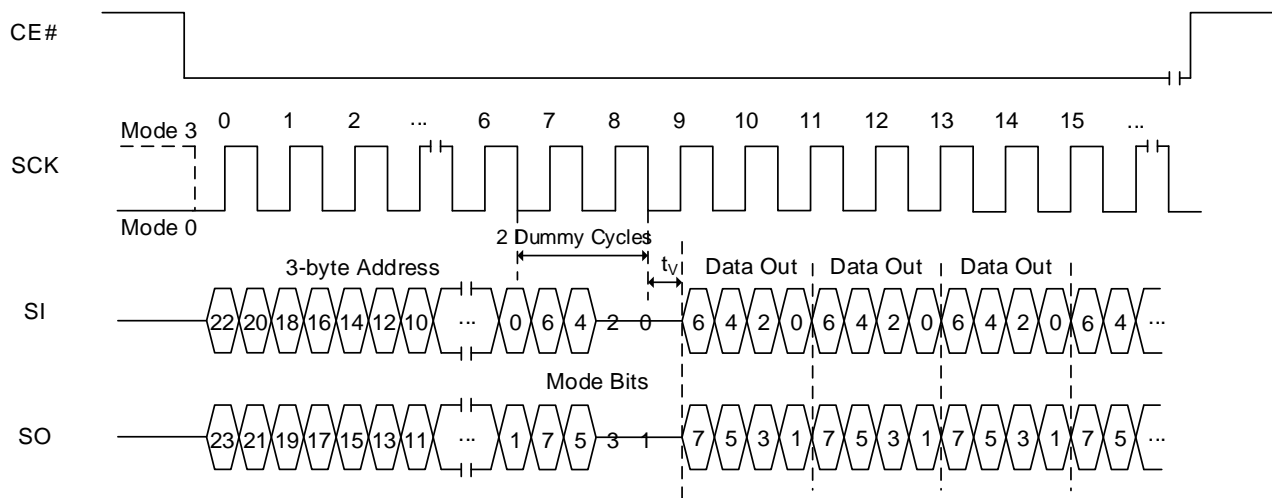 CE#
0 1 2 ... 6 7 8 9 10 11 12 13 14 15 ...
Mode 3
SCK
Mode 0
2 Dummy Cycles
3-byte Address
tV
Data Out Data Out Data Out
SI
22 20 18 16 14 12 10 ... 0 6 4 2 0 6 4 2 0 6 4 2 0 6 4 2 0 6 4 ...
Mode Bits
SO
23 21 19 17 15 13 11 ... 1 7 5 3 1 7 5 3 1 7 5 3 1 7 5 3 1 7 5 ...